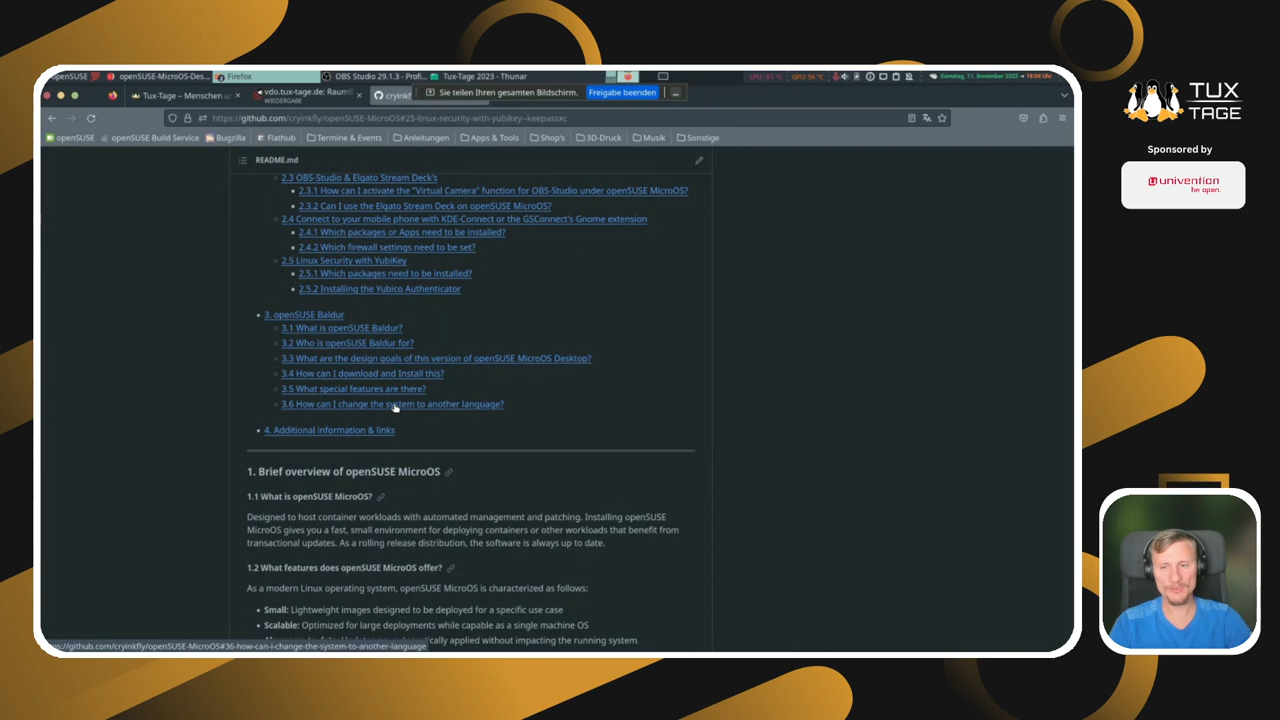 openSUSE
openSUSE-MicroOS-Des...
Firefox
OBS Studio 29.1.3 - Profi...
Tux-Tage 2023 - Thunar
Samstag, 11. November 2023
18:04 Uhr
Tux-Tage – Menschen u
vdo.tux-tage.de: Raum
WIEDERGABE
cryinkf
Sie teilen Ihren gesamten Bildschirm.
Freigabe beenden
https://github.com/cryinkfly/openSUSE-MicroOS#25-linux-security-with-yubikey--keepassxc
openSUSE
openSUSE Build Service
Bugzilla
Flathub
Termine & Events
Anleitungen
Apps & Tools
Shop's
3D-Druck
Musik
Sonstige
README.md
2.3 OBS-Studio & Elgato Stream Deck's
2.3.1 How can I activate the "Virtual Camera" function for OBS-Studio under openSUSE MicroOS?
2.3.2 Can I use the Elgato Stream Deck on openSUSE MicroOS?
2.4 Connect to your mobile phone with KDE-Connect or the GSConnect's Gnome extension
2.4.1 Which packages or Apps need to be installed?
2.4.2 Which firewall settings need to be set?
2.5 Linux Security with YubiKey
2.5.1 Which packages need to be installed?
2.5.2 Installing the Yubico Authenticator
3. openSUSE Baldur
3.1 What is openSUSE Baldur?
3.2 Who is openSUSE Baldur for?
3.3 What are the design goals of this version of openSUSE MicroOS Desktop?
3.4 How can I download and Install this?
3.5 What special features are there?
3.6 How can I change the system to another language?
4. Additional information & links
1. Brief overview of openSUSE MicroOS
1.1 What is openSUSE MicroOS?
Designed to host container workloads with automated management and patching. Installing openSUSE
MicroOS gives you a fast, small environment for deploying containers or other workloads that benefit from
transactional updates. As a rolling release distribution, the software is always up to date.
1.2 What features does openSUSE MicroOS offer?
As a modern Linux operating system, openSUSE MicroOS is characterized as follows:
Small: Lightweight images designed to be deployed for a specific use case
Scalable: Optimized for large deployments while capable as a single machine OS
automatically applied without impacting the running system
github.com/cryinkfly/openSUSE-MicroOS#36-how-can-i-change-the-system-to-another-language
TUX
TAGE
Sponsored by
univention
be open.